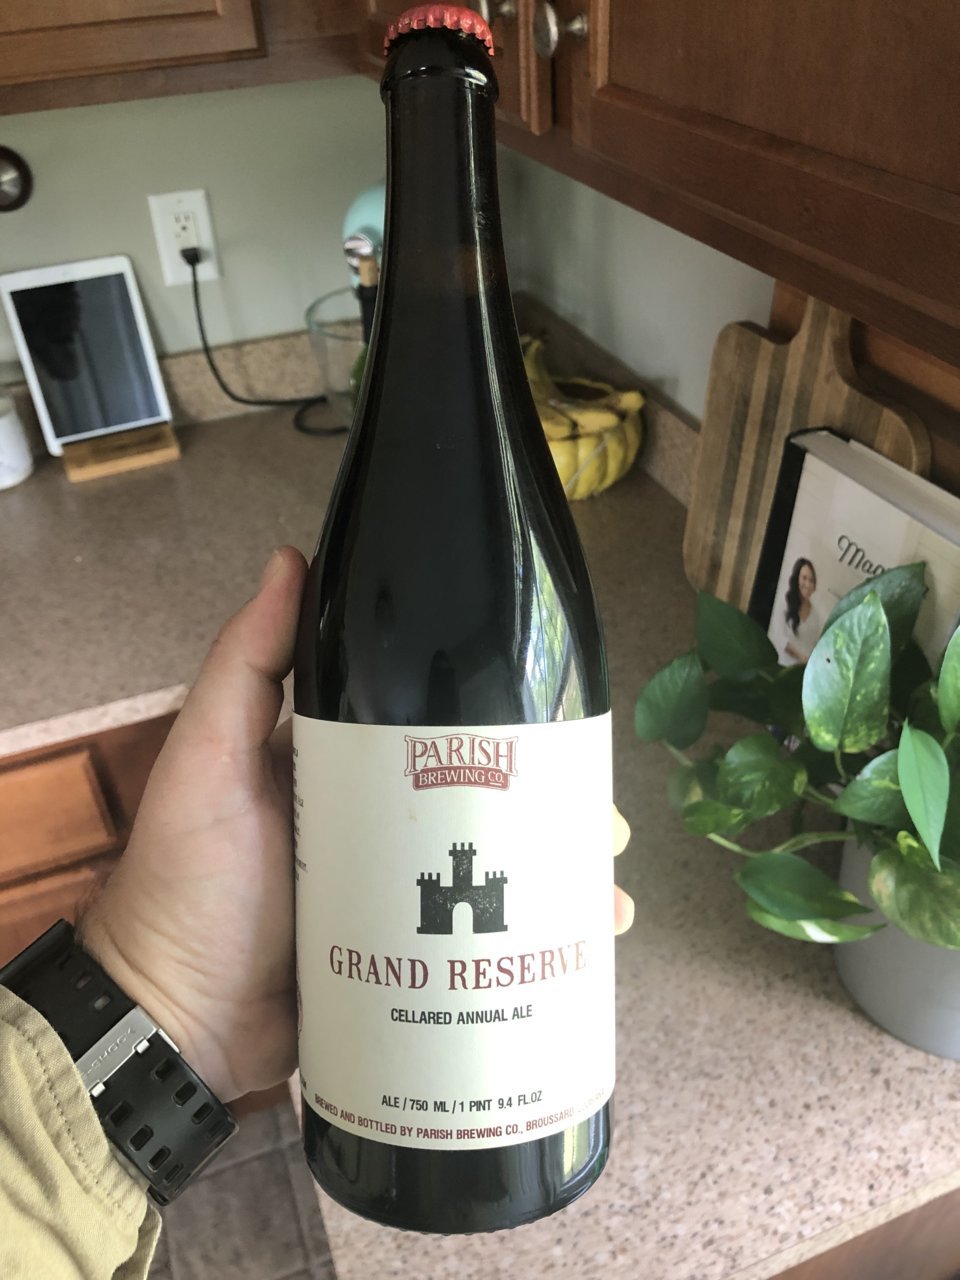 PARISH
BREWING CO.
GRAND RESERVE
CELLARED ANNUAL ALE
ALE / 750 ML / 1 PINT 9.4 FL.OZ
BREWED AND BOTTLED BY PARISH BREWING CO., BROUSSARD
G-SHOCK